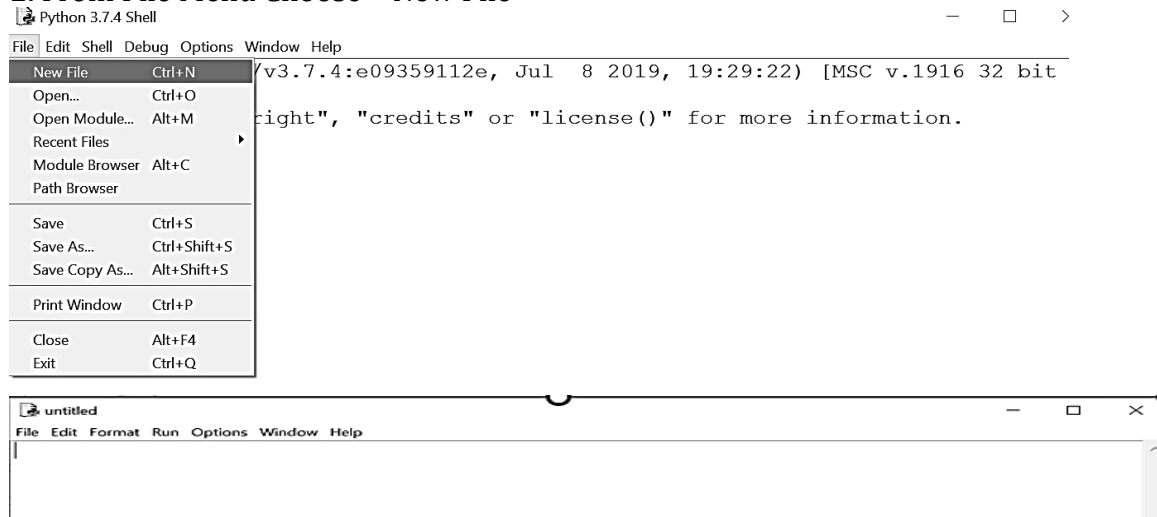 Python 3.7.4 Shell
File Edit Shell Debug Options Window Help
New File Ctrl+N
/v3.7.4:e09359112e, Jul 8 2019, 19:29:22) [MSC v.1916 32 bit
Open... Ctrl+O
Open Module... Alt+M
right", "credits" or "license()" for more information.
Recent Files
Module Browser Alt+C
Path Browser
Save Ctrl+S
Save As... Ctrl+Shift+S
Save Copy As... Alt+Shift+S
Print Window Ctrl+P
Close Alt+F4
Exit Ctrl+Q
untitled
File Edit Format Run Options Window Help